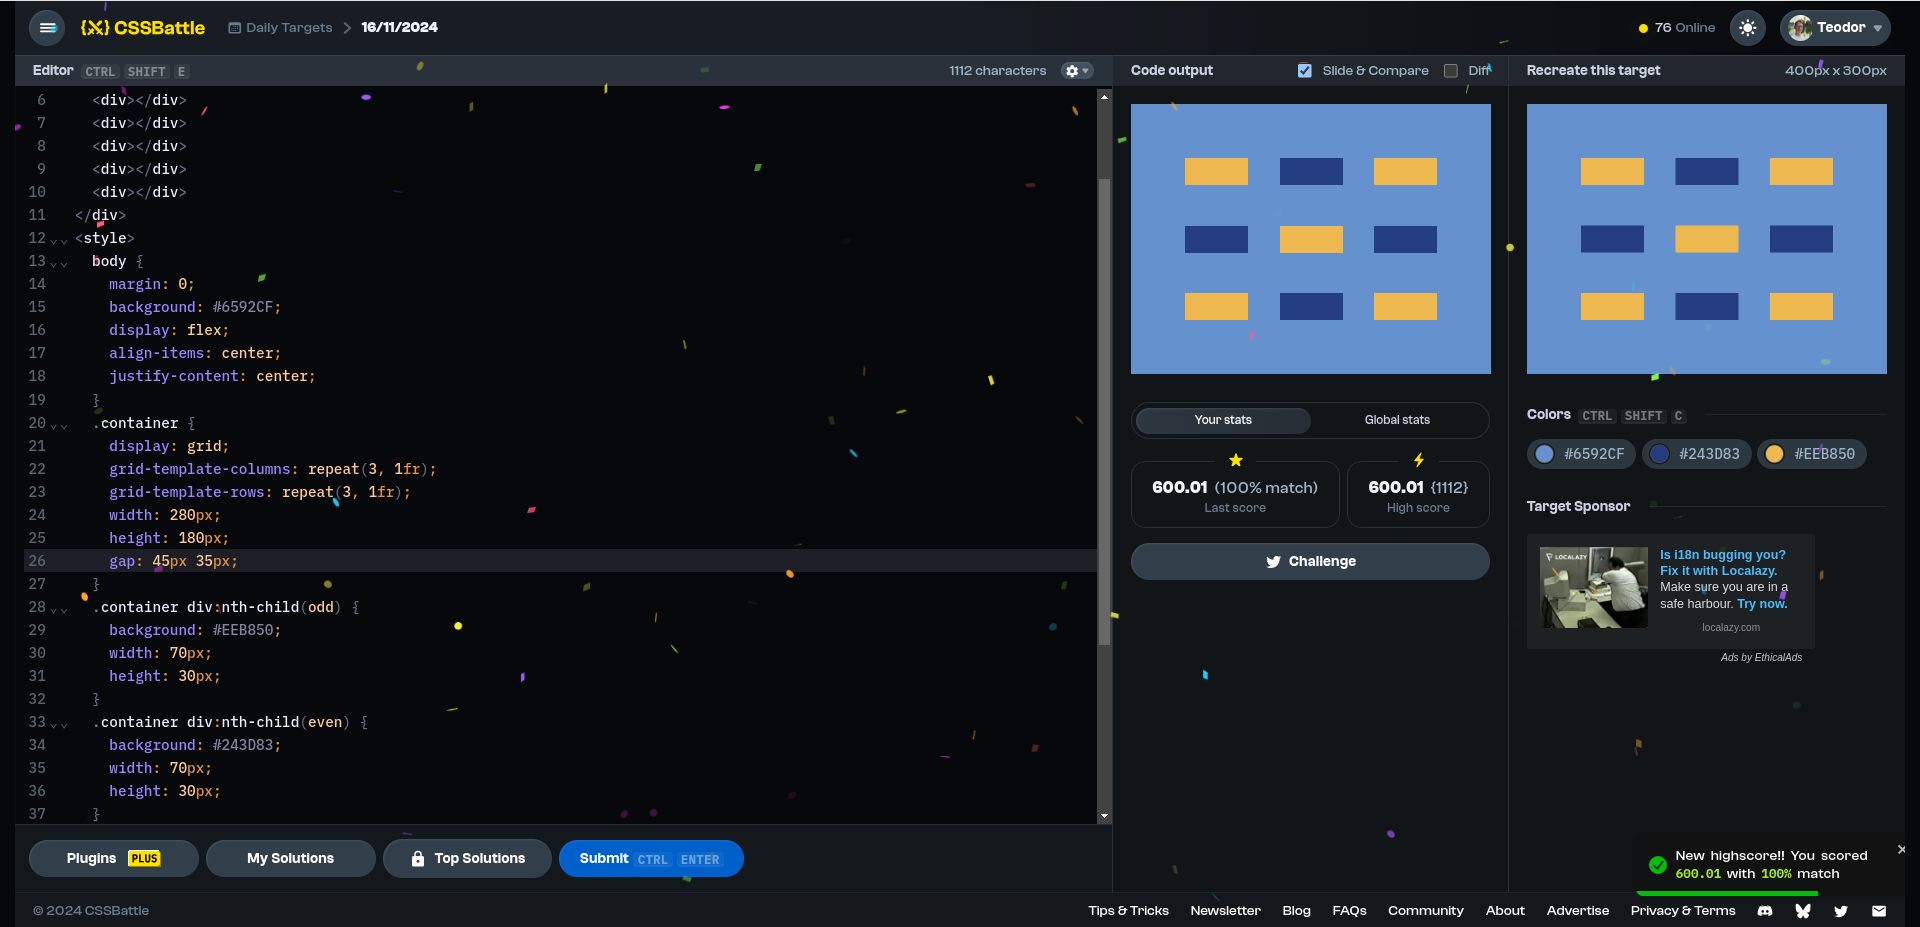 CSSBattle
Daily Targets
16/11/2024
76 Online
Teodor
Editor CTRL SHIFT E
1112 characters
6 <div></div>
7 <div></div>
8 <div></div>
9 <div></div>
10 <div></div>
11 </div>
12 <style>
13 body {
14 margin: 0;
15 background: #6592CF;
16 display: flex;
17 align-items: center;
18 justify-content: center;
19 }
20 .container {
21 display: grid;
22 grid-template-columns: repeat(3, 1fr);
23 grid-template-rows: repeat(3, 1fr);
24 width: 280px;
25 height: 180px;
26 gap: 45px 35px;
27 }
28 .container div:nth-child(odd) {
29 background: #EEB850;
30 width: 70px;
31 height: 30px;
32 }
33 .container div:nth-child(even) {
34 background: #243D83;
35 width: 70px;
36 height: 30px;
37 }
Plugins PLUS
My Solutions
Top Solutions
Submit CTRL ENTER
Code output
Slide & Compare
Diff
Your stats
Global stats
600.01 (100% match)
Last score
600.01 {1112}
High score
Challenge
Recreate this target
400px x 300px
Colors CTRL SHIFT C
#6592CF
#243D83
#EEB850
Target Sponsor
LOCALAZY
Is i18n bugging you?
Fix it with Localazy.
Make sure you are in a
safe harbour. Try now.
localazy.com
Ads by EthicalAds
New highscore!! You scored
600.01 with 100% match
© 2024 CSSBattle
Tips & Tricks
Newsletter
Blog
FAQs
Community
About
Advertise
Privacy & Terms